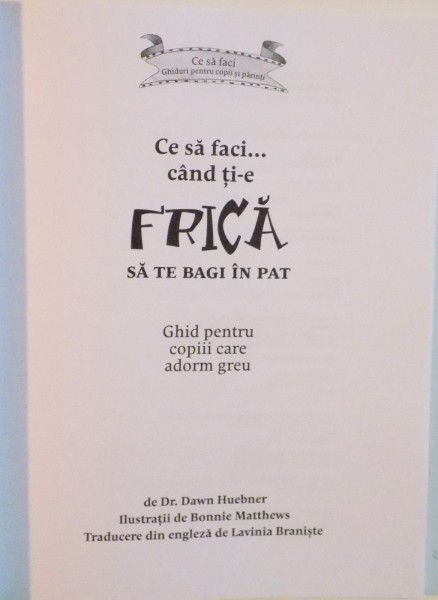 Ce să faci
Ghiduri pentru copii și părinți
Ce să faci...
când ți-e
FRICĂ
SĂ TE BAGI ÎN PAT
Ghid pentru
copiii care
adorm greu
de Dr. Dawn Huebner
Ilustrații de Bonnie Matthews
Traducere din engleză de Lavinia Braniște